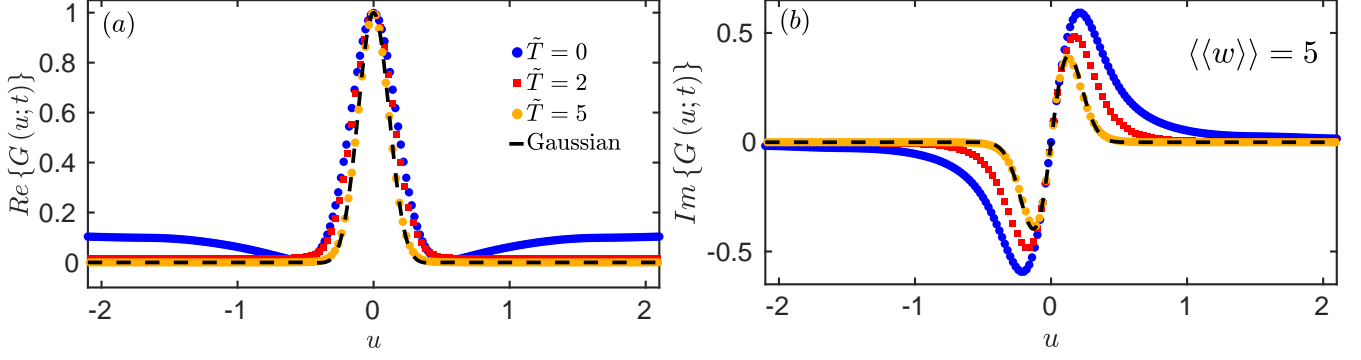 (a)
1
0.8
0.6
0.4
0.2
0
Re{G(u;t)}
T̃ = 0
T̃ = 2
T̃ = 5
Gaussian
-2 -1 0 1 2
u
(b)
0.5
0
-0.5
Im{G(u;t)}
⟨⟨w⟩⟩ = 5
-2 -1 0 1 2
u